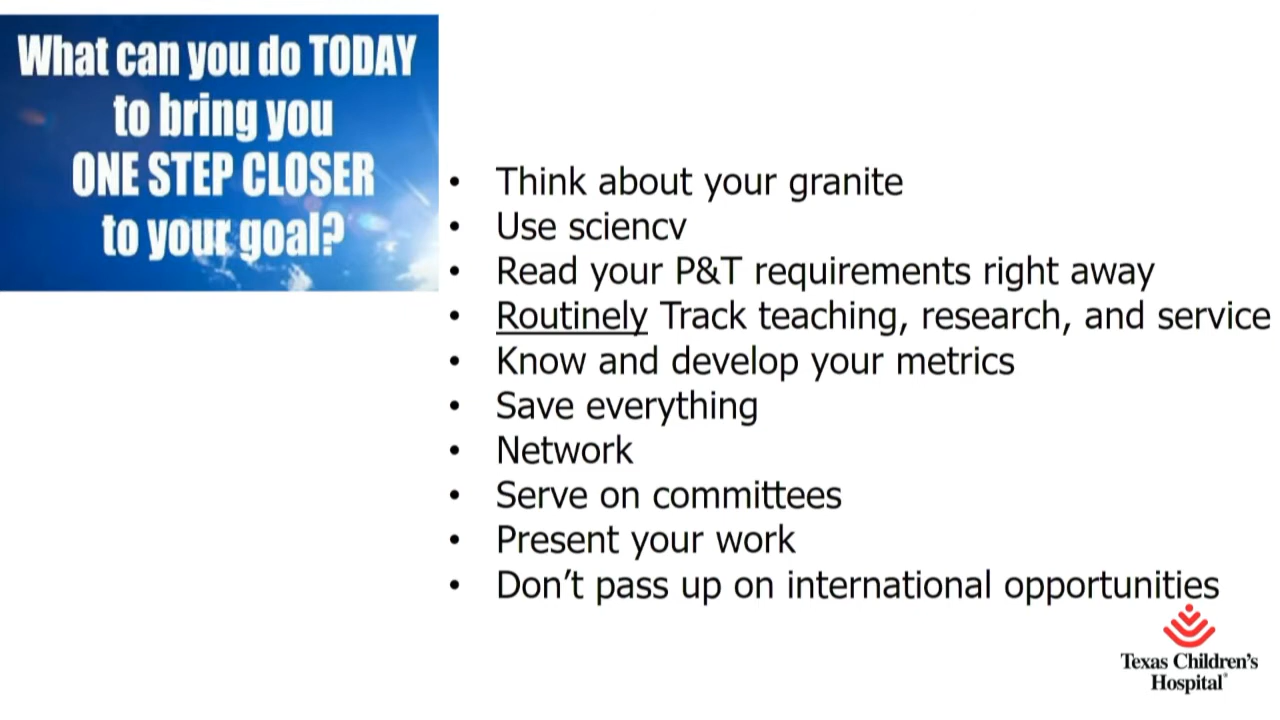 What can you do TODAY
to bring you
ONE STEP CLOSER
to your goal?
• Think about your granite
• Use sciencv
• Read your P&T requirements right away
• Routinely Track teaching, research, and service
• Know and develop your metrics
• Save everything
• Network
• Serve on committees
• Present your work
• Don’t pass up on international opportunities
Texas Children’s
Hospital®